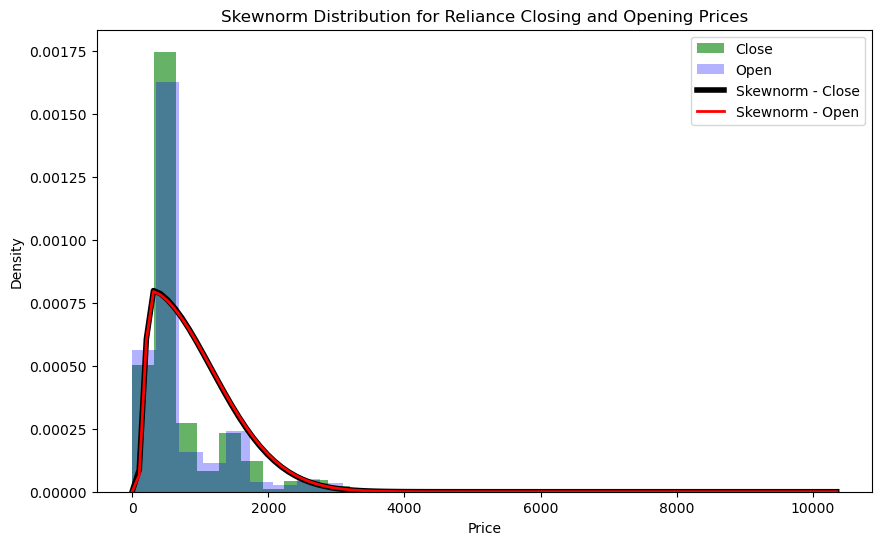 Skewnorm Distribution for Reliance Closing and Opening Prices
Close
Open
Skewnorm - Close
Skewnorm - Open
0.00175
0.00150
0.00125
0.00100
0.00075
0.00050
0.00025
0.00000
Density
0
2000
4000
6000
8000
10000
Price